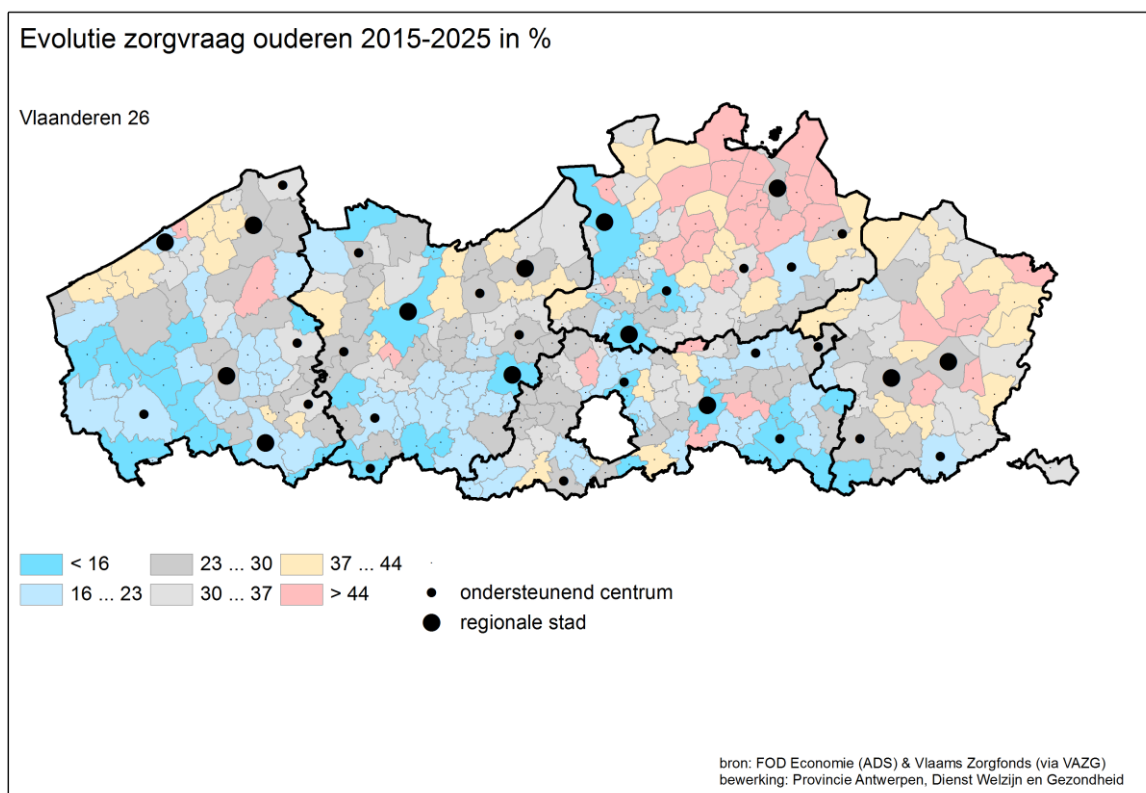 Evolutie zorgvraag ouderen 2015-2025 in %
Vlaanderen 26
< 16
23 ... 30
37 ... 44
16 ... 23
30 ... 37
> 44
ondersteunend centrum
regionale stad
bron: FOD Economie (ADS) & Vlaams Zorgfonds (via VAZG)
bewerking: Provincie Antwerpen, Dienst Welzijn en Gezondheid